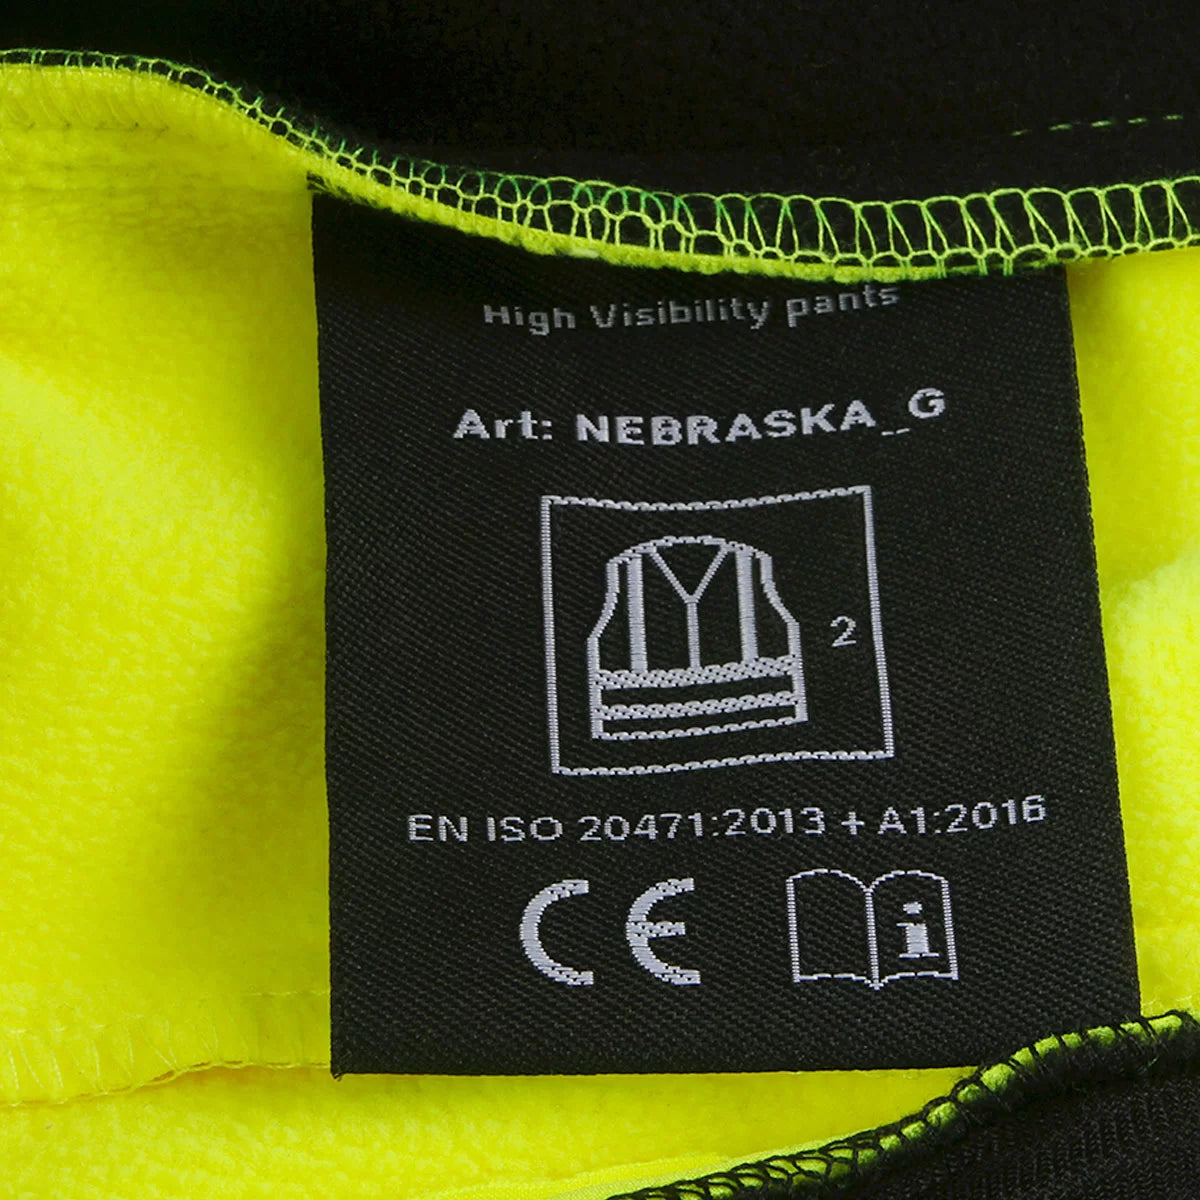 High Visibility pants
Art: NEBRASKA_G
2
EN ISO 20471:2013 + A1:2016
CE i